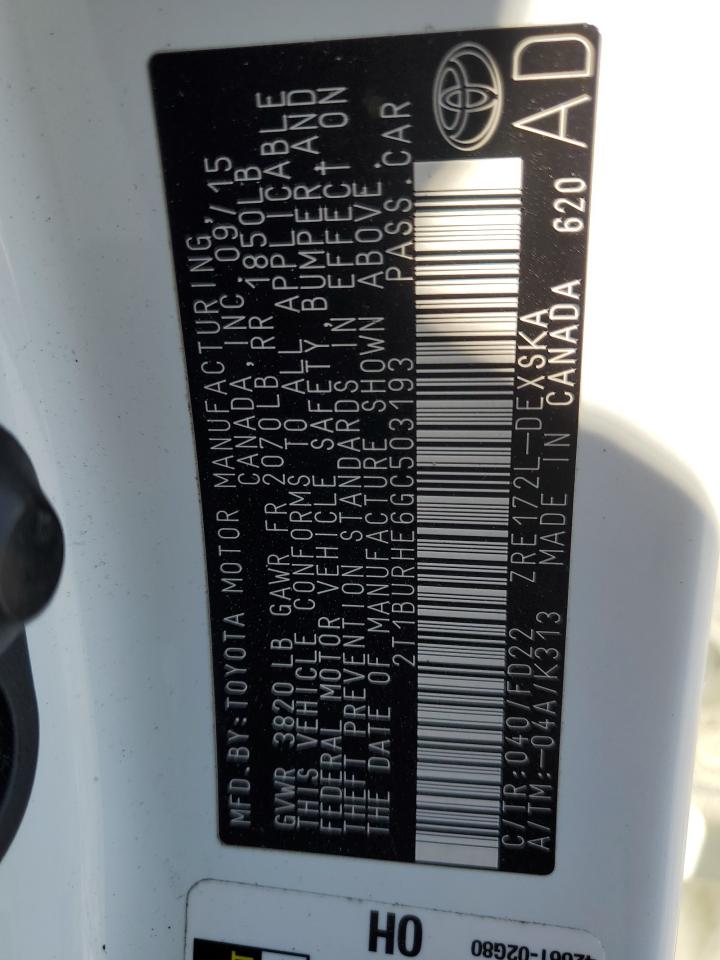 MFD.BY:TOYOTA MOTOR MANUFACTURING,
CANADA, INC.09/15
GVWR 3820 LB GAWR FR 2070LB,RR 1850LB
THIS VEHICLE CONFORMS TO ALL APPLICABLE
FEDERAL MOTOR VEHICLE SAFETY,BUMPER,AND
THEFT PREVENTION STANDARDS IN EFFECT ON
THE DATE OF MANUFACTURE SHOWN ABOVE.
2T1BURHE6GC503193 PASS.CAR
C/TR:040/FD22 ZRE172L-DEXSKA
A/TM:-04A/K313 MADE IN CANADA 620
AD
OH
42661-02G80